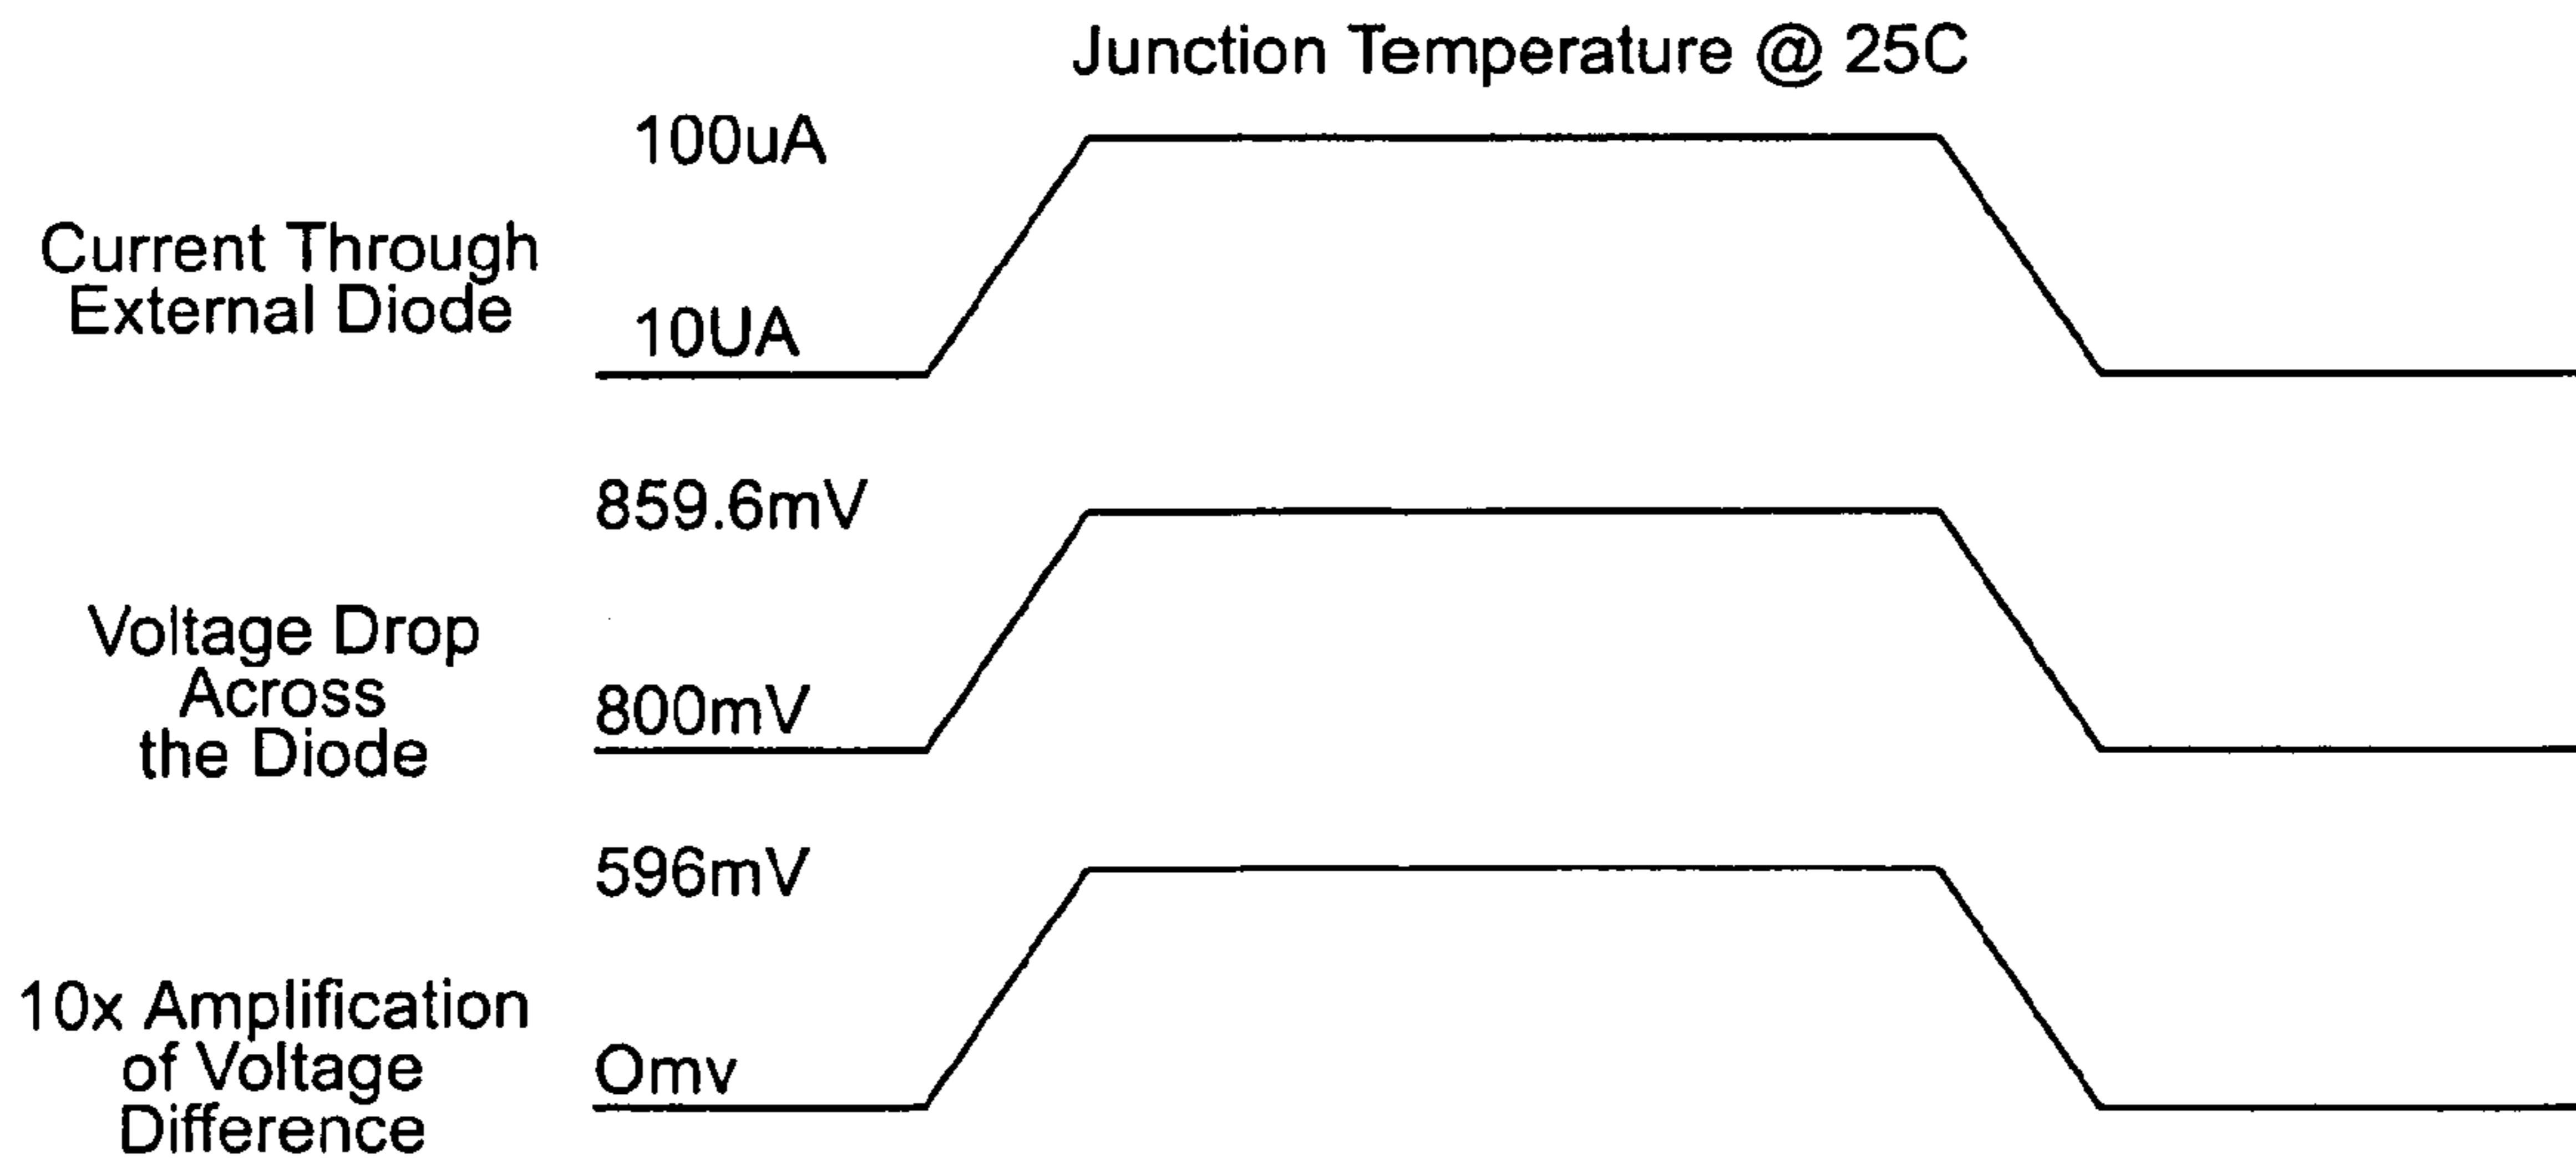 Junction Temperature @ 25C
100uA
Current Through
External Diode
10UA
859.6mV
Voltage Drop
Across
the Diode
800mV
596mV
10x Amplification
of Voltage
Difference
Omv